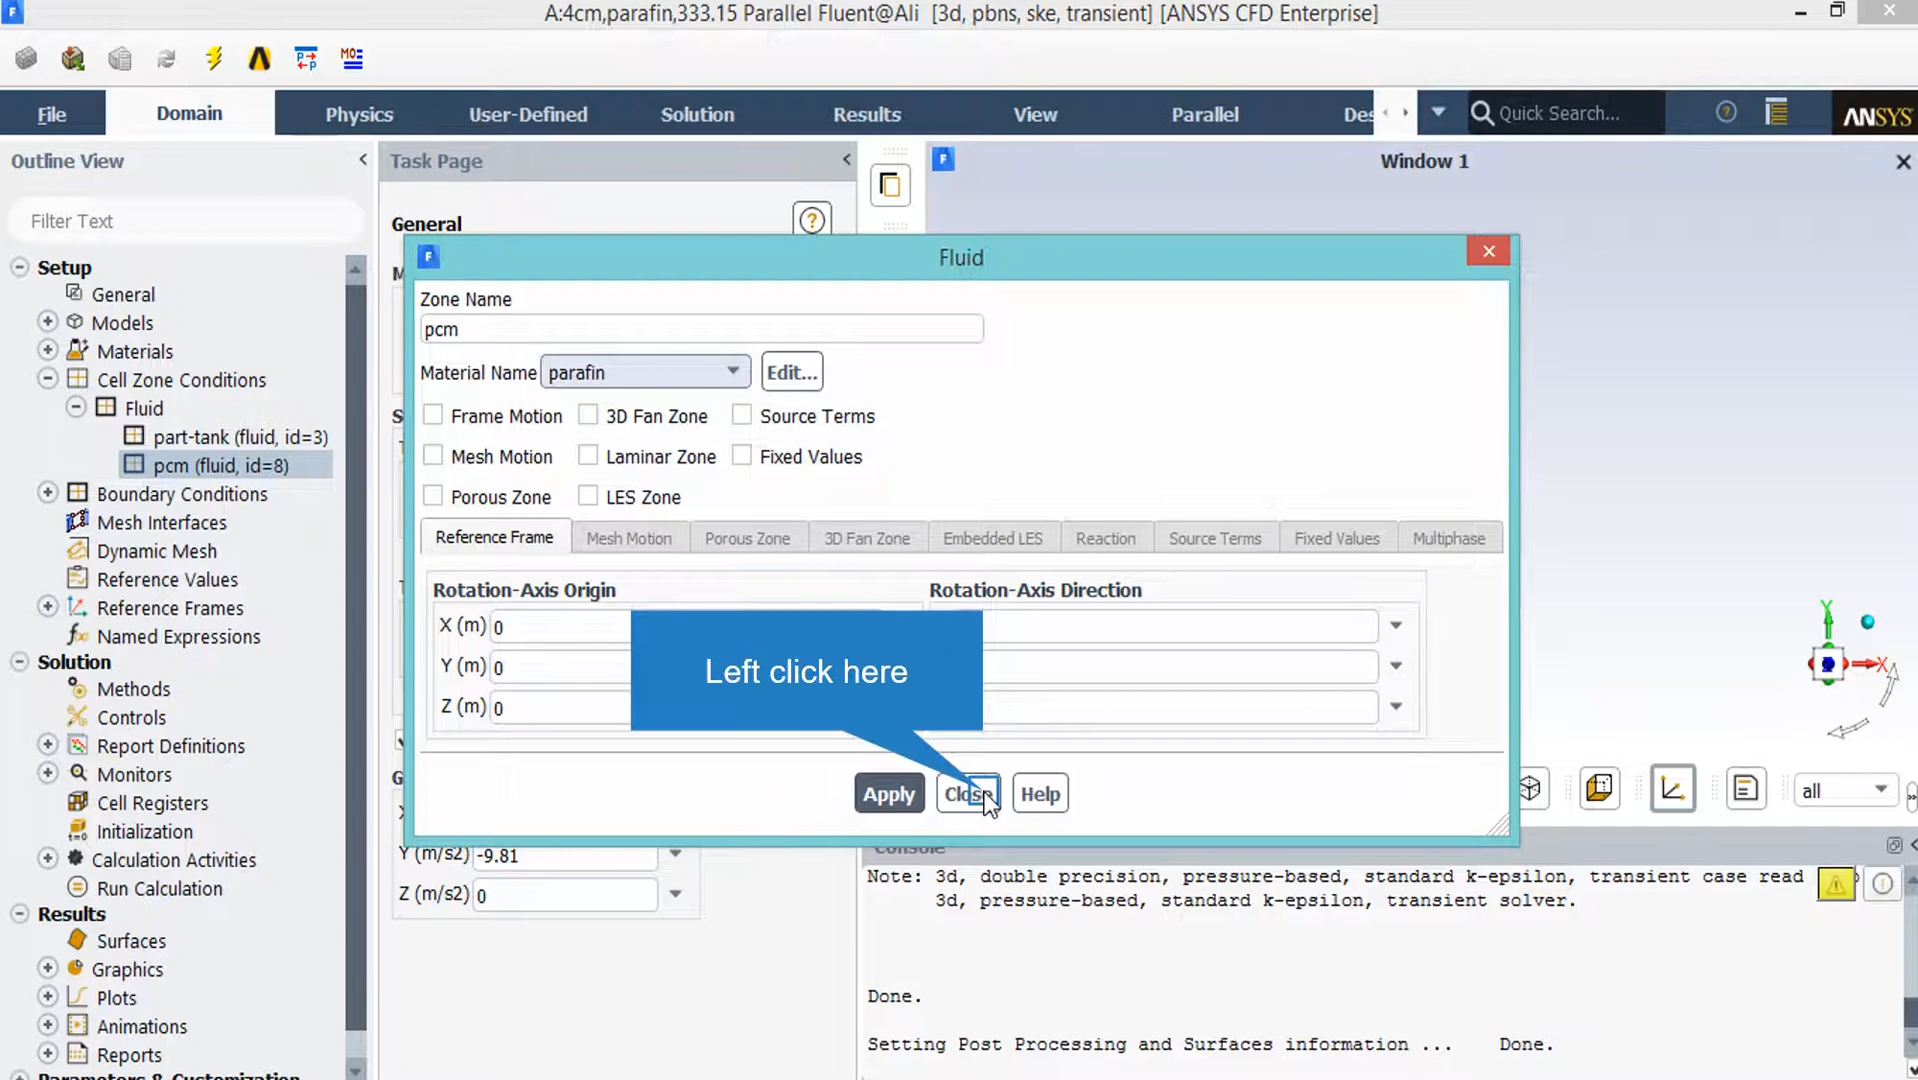 A:4cm,parafin,333.15 Parallel Fluent@Ali [3d, pbns, ske, transient] [ANSYS CFD Enterprise]
File
Domain
Physics
User-Defined
Solution
Results
View
Parallel
Des
Quick Search...
ANSYS
Outline View
Filter Text
Setup
General
Models
Materials
Cell Zone Conditions
Fluid
part-tank (fluid, id=3)
pcm (fluid, id=8)
Boundary Conditions
Mesh Interfaces
Dynamic Mesh
Reference Values
Reference Frames
Named Expressions
Solution
Methods
Controls
Report Definitions
Monitors
Cell Registers
Initialization
Calculation Activities
Run Calculation
Results
Surfaces
Graphics
Plots
Animations
Reports
Parameters & Customization
Task Page
General
Window 1
Fluid
Zone Name
pcm
Material Name parafin Edit...
Frame Motion 3D Fan Zone Source Terms
Mesh Motion Laminar Zone Fixed Values
Porous Zone LES Zone
Reference Frame Mesh Motion Porous Zone 3D Fan Zone Embedded LES Reaction Source Terms Fixed Values Multiphase
Rotation-Axis Origin Rotation-Axis Direction
X (m) 0
Y (m) 0
Z (m) 0
Left click here
Apply Close Help
Y (m/s2) -9.81
Z (m/s2) 0
Y
X
all
Console
Note: 3d, double precision, pressure-based, standard k-epsilon, transient case read
3d, pressure-based, standard k-epsilon, transient solver.
Done.
Setting Post Processing and Surfaces information ... Done.